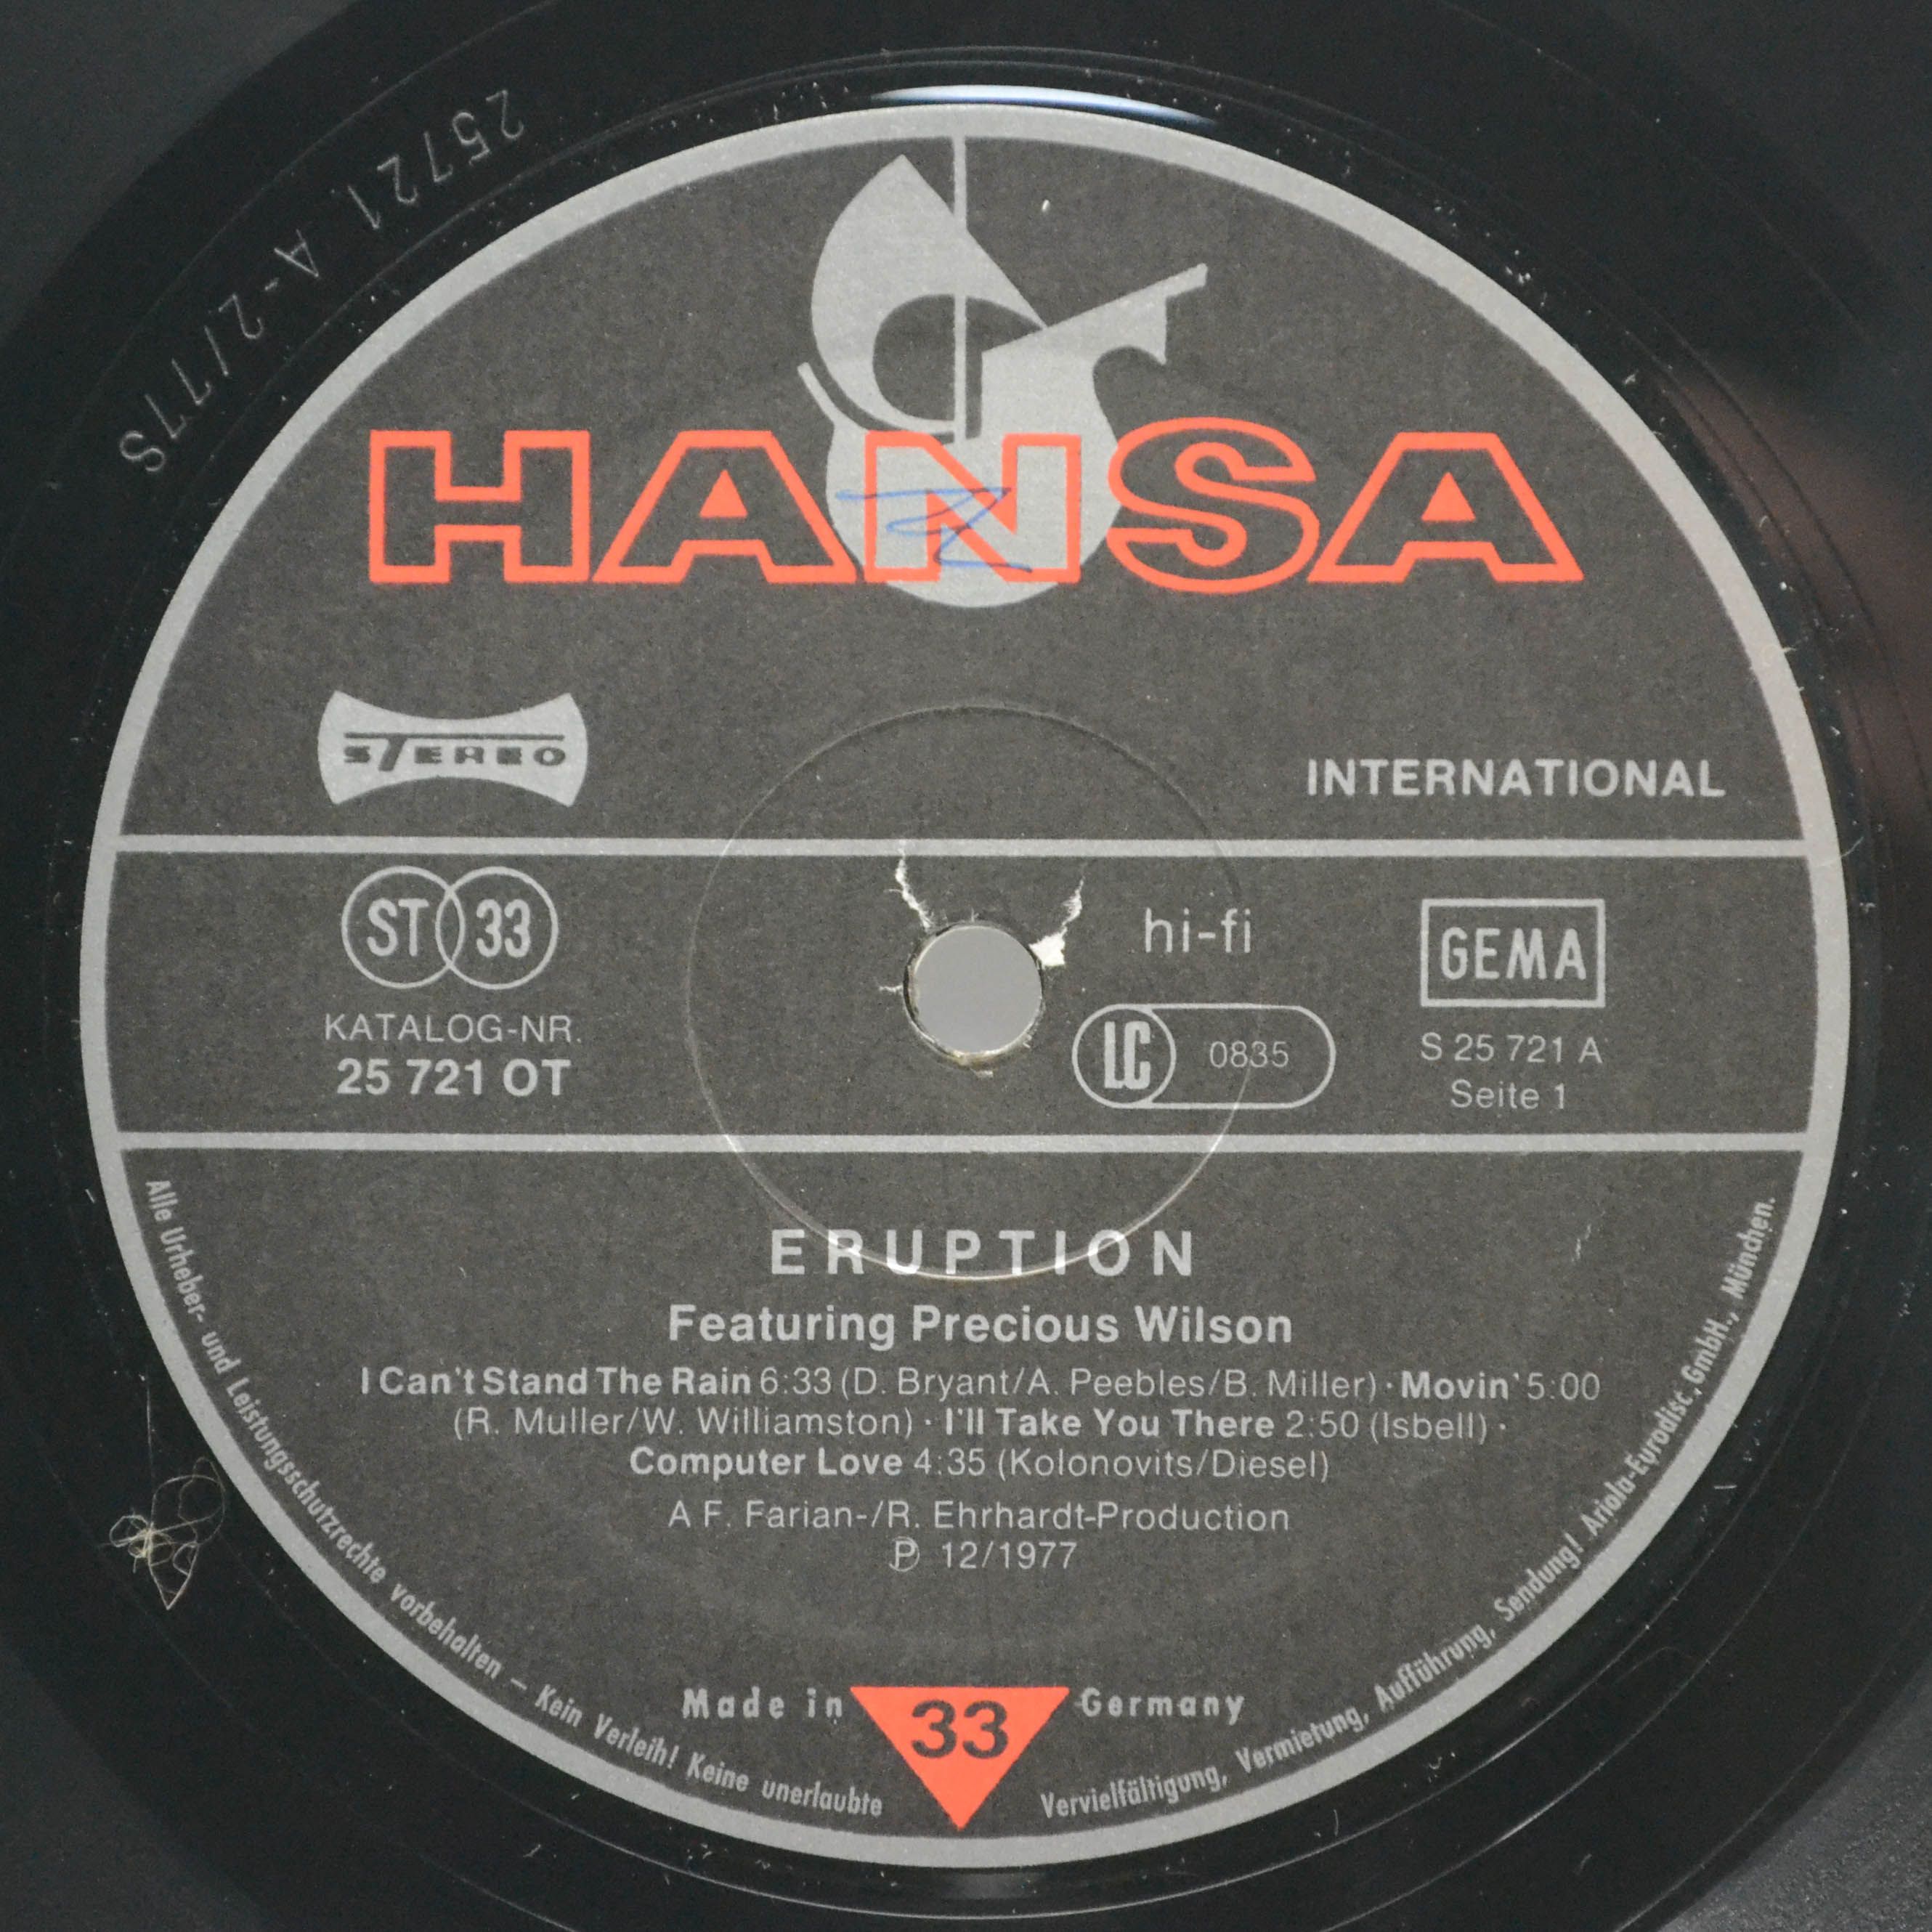 25721 A-2/77S
HANSA
STEREO
INTERNATIONAL
ST 33
hi-fi
GEMA
KATALOG-NR.
25 721 OT
LC 0835
S 25 721 A
Seite 1
ERUPTION
Featuring Precious Wilson
I Can't Stand The Rain 6:33 (D. Bryant/A. Peebles/B. Miller) · Movin' 5:00
(R. Muller/W. Williamston) · I'll Take You There 2:50 (Isbell) ·
Computer Love 4:35 (Kolonovits/Diesel)
A F. Farian-/R. Ehrhardt-Production
℗ 12/1977
Made in 33 Germany
Alle Urheber- und Leistungsschutzrechte vorbehalten – Kein Verleih! Keine unerlaubte Vervielfältigung, Vermietung, Aufführung, Sendung! Ariola-Eurodisc, GmbH., München.